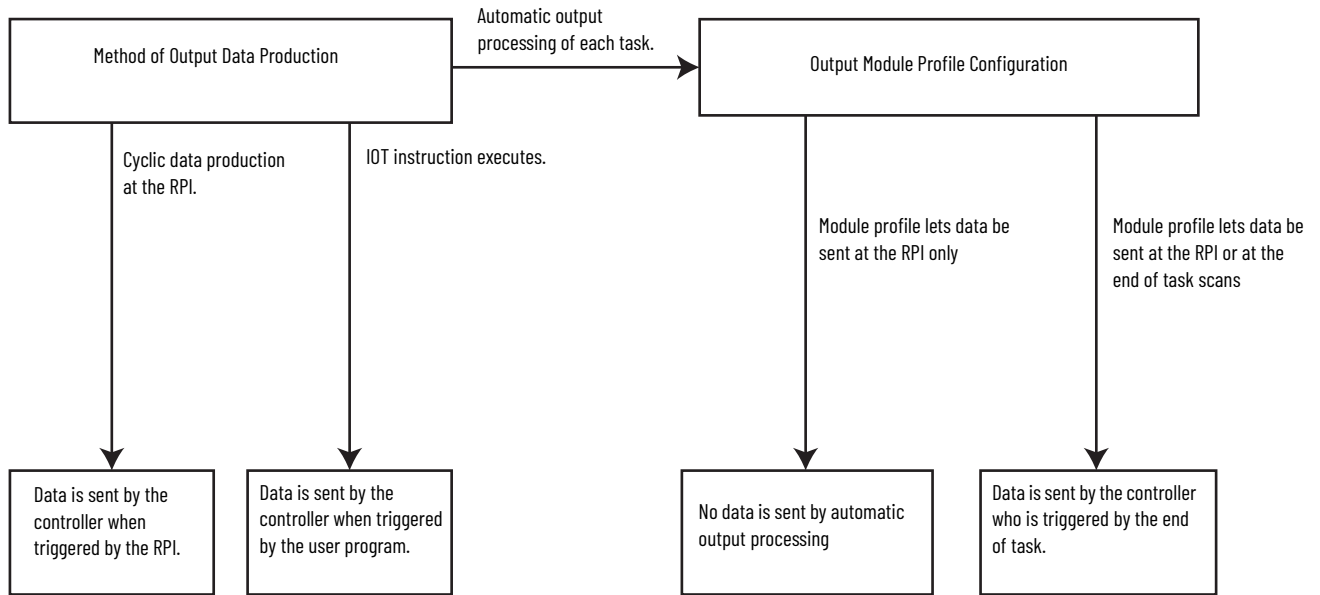 Automatic output
processing of each task.
Method of Output Data Production
Output Module Profile Configuration
Cyclic data production
at the RPI.
IOT instruction executes.
Module profile lets data be
sent at the RPI only
Module profile lets data be
sent at the RPI or at the
end of task scans
Data is sent by the
controller when
triggered by the RPI.
Data is sent by the
controller when triggered
by the user program.
No data is sent by automatic
output processing
Data is sent by the controller
who is triggered by the end
of task.